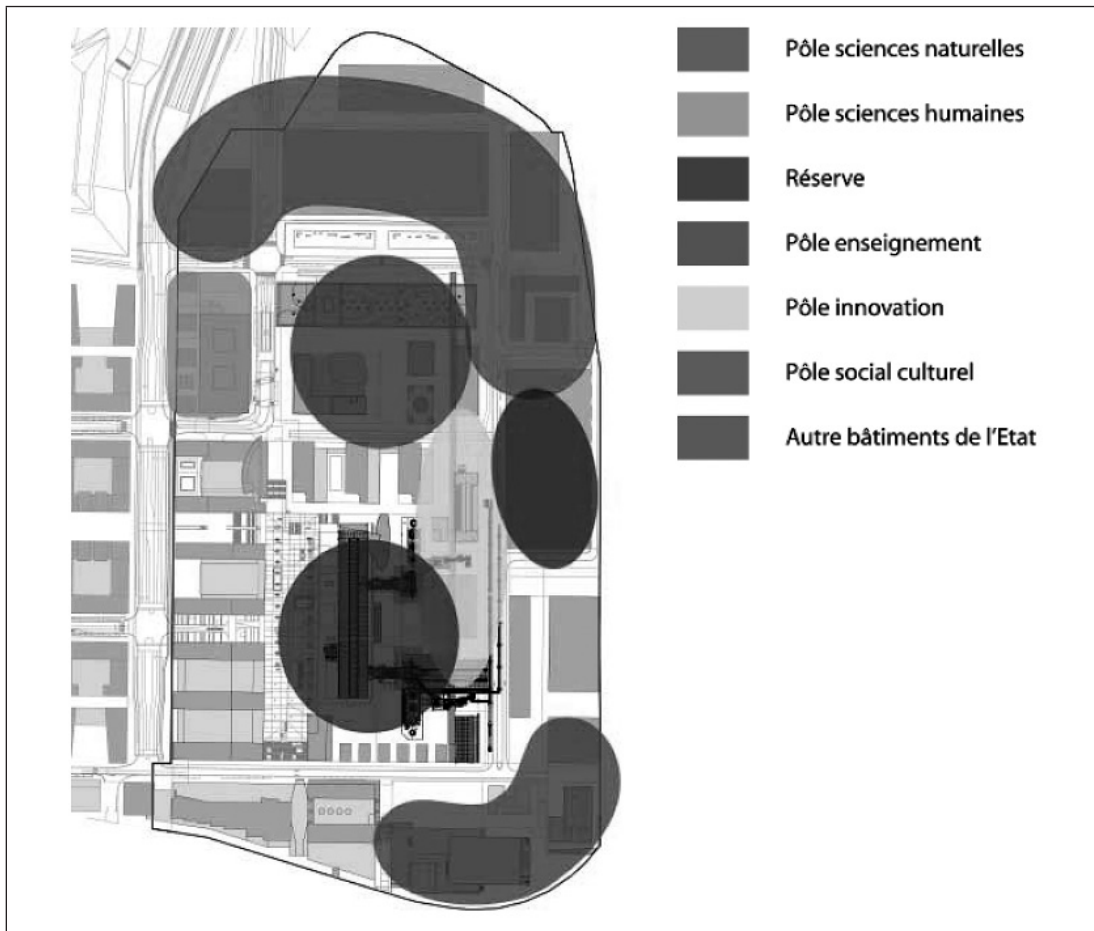 Pôle sciences naturelles
Pôle sciences humaines
Réserve
Pôle enseignement
Pôle innovation
Pôle social culturel
Autre bâtiments de l'Etat